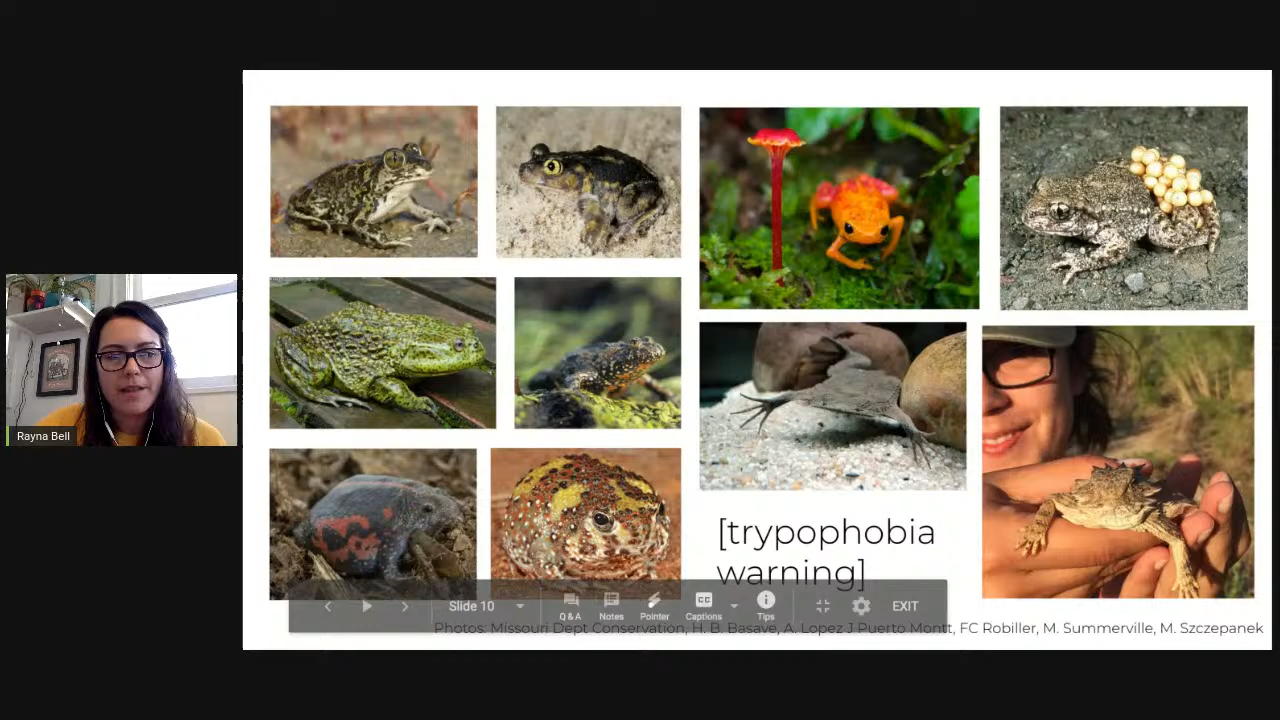 Rayna Bell
[trypophobia
warning]
Slide 10
Q & A
Notes
Pointer
Captions
CC
Tips
EXIT
Photos: Missouri Dept Conservation, H. B. Basave, A. Lopez J Puerto Montt, FC Robiller, M. Summerville, M. Szczepanek